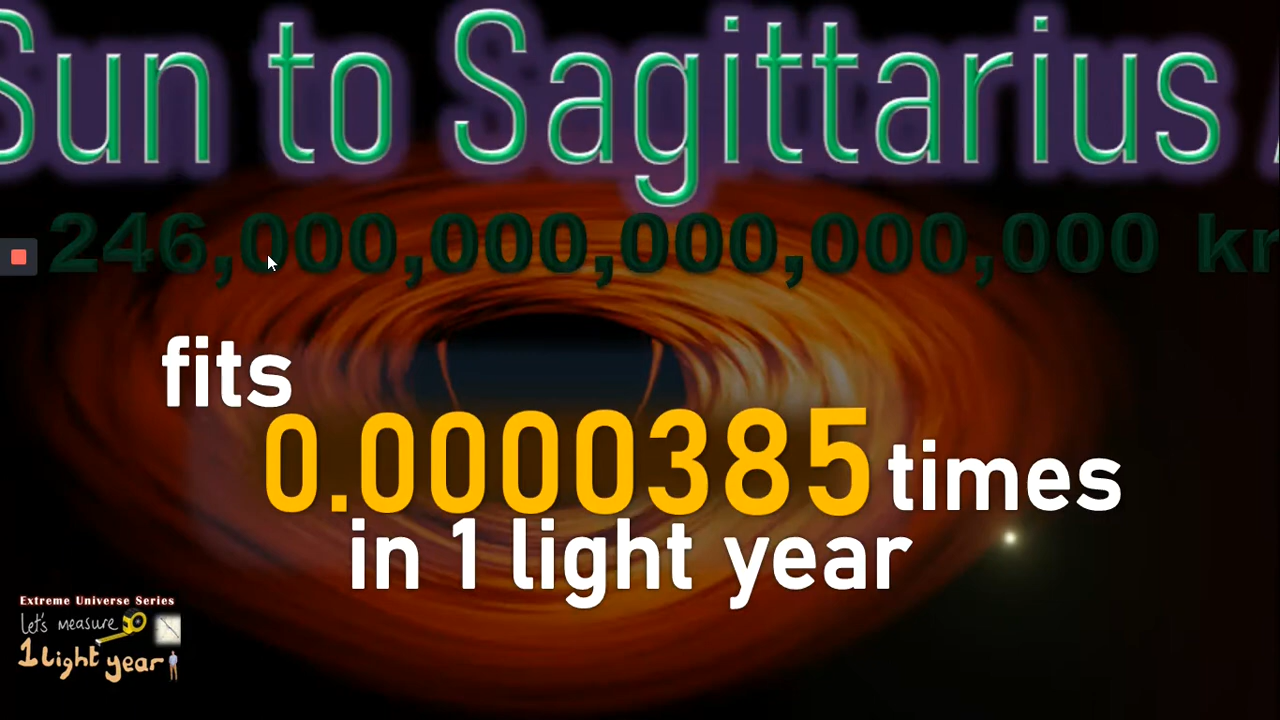 Sun to Sagittarius
246,000,000,000,000,000 km
fits
0.0000385 times
in 1 light year
Extreme Universe Series
let's measure
1 Light year